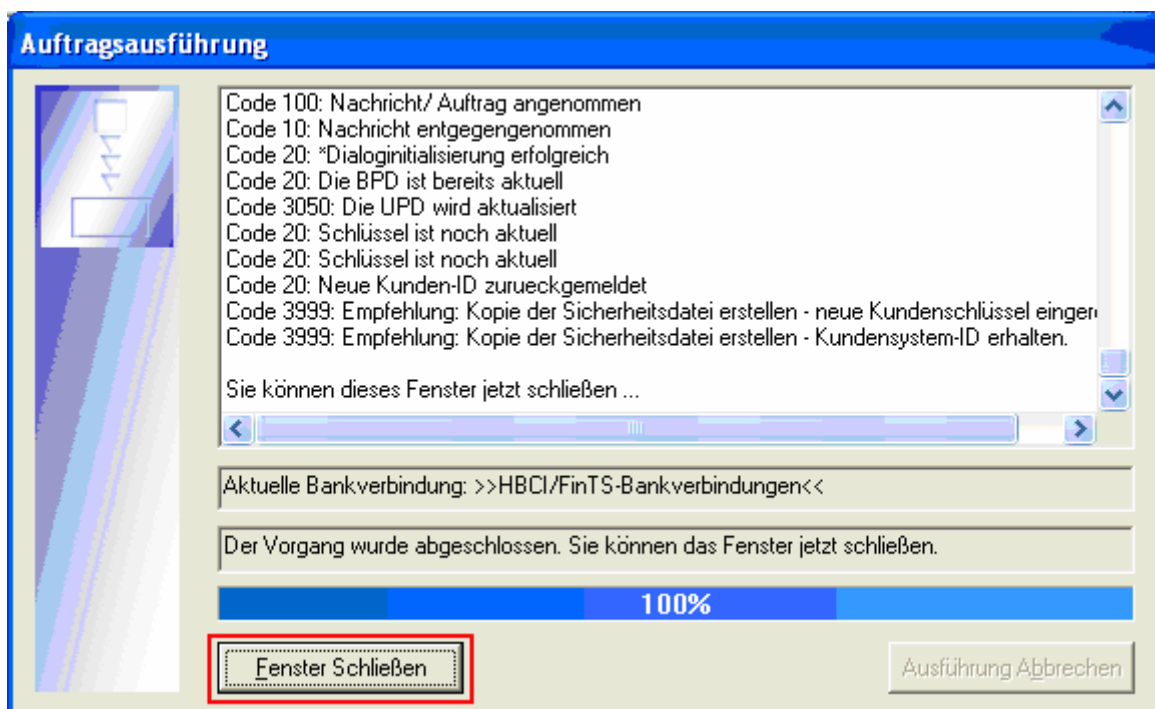 Auftragsausführung
Code 100: Nachricht/ Auftrag angenommen
Code 10: Nachricht entgegengenommen
Code 20: *Dialoginitialisierung erfolgreich
Code 20: Die BPD ist bereits aktuell
Code 3050: Die UPD wird aktualisiert
Code 20: Schlüssel ist noch aktuell
Code 20: Schlüssel ist noch aktuell
Code 20: Neue Kunden-ID zurueckgemeldet
Code 3999: Empfehlung: Kopie der Sicherheitsdatei erstellen - neue Kundenschlüssel
Code 3999: Empfehlung: Kopie der Sicherheitsdatei erstellen - Kundensystem-ID erhalten.
Sie können dieses Fenster jetzt schließen ...
Aktuelle Bankverbindung: >>HBCI/FinTS-Bankverbindungen<<
Der Vorgang wurde abgeschlossen. Sie können das Fenster jetzt schließen.
100%
Fenster Schließen
Ausführung Abbrechen